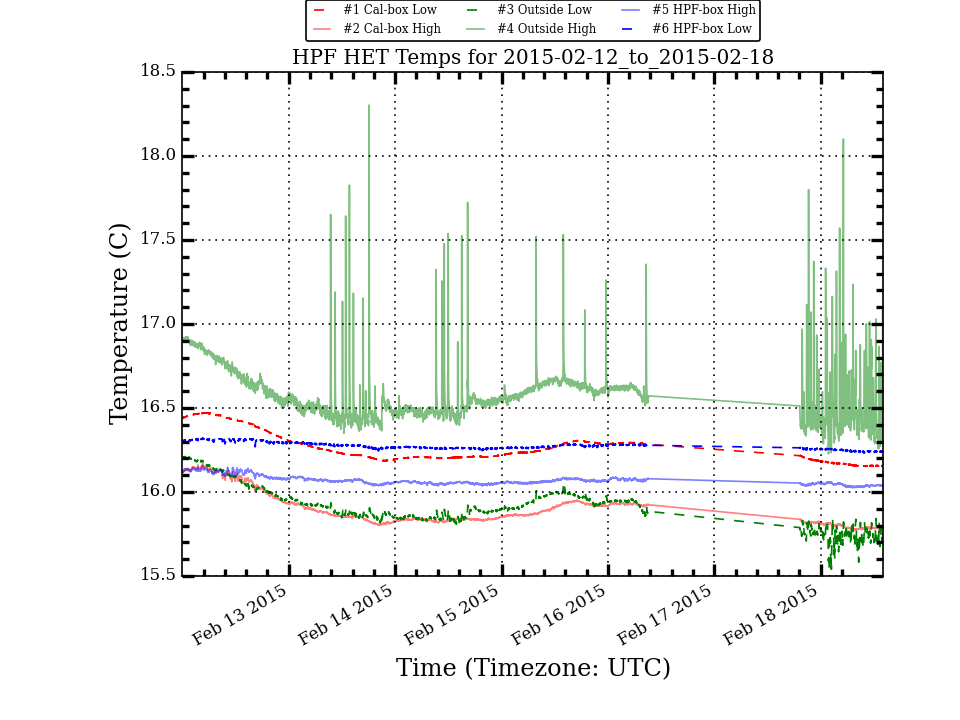 #1 Cal-box Low #3 Outside Low #5 HPF-box High
#2 Cal-box High #4 Outside High #6 HPF-box Low
HPF HET Temps for 2015-02-12_to_2015-02-18
18.5
18.0
17.5
17.0
16.5
16.0
15.5
Temperature (C)
Feb 13 2015 Feb 14 2015 Feb 15 2015 Feb 16 2015 Feb 17 2015 Feb 18 2015
Time (Timezone: UTC)